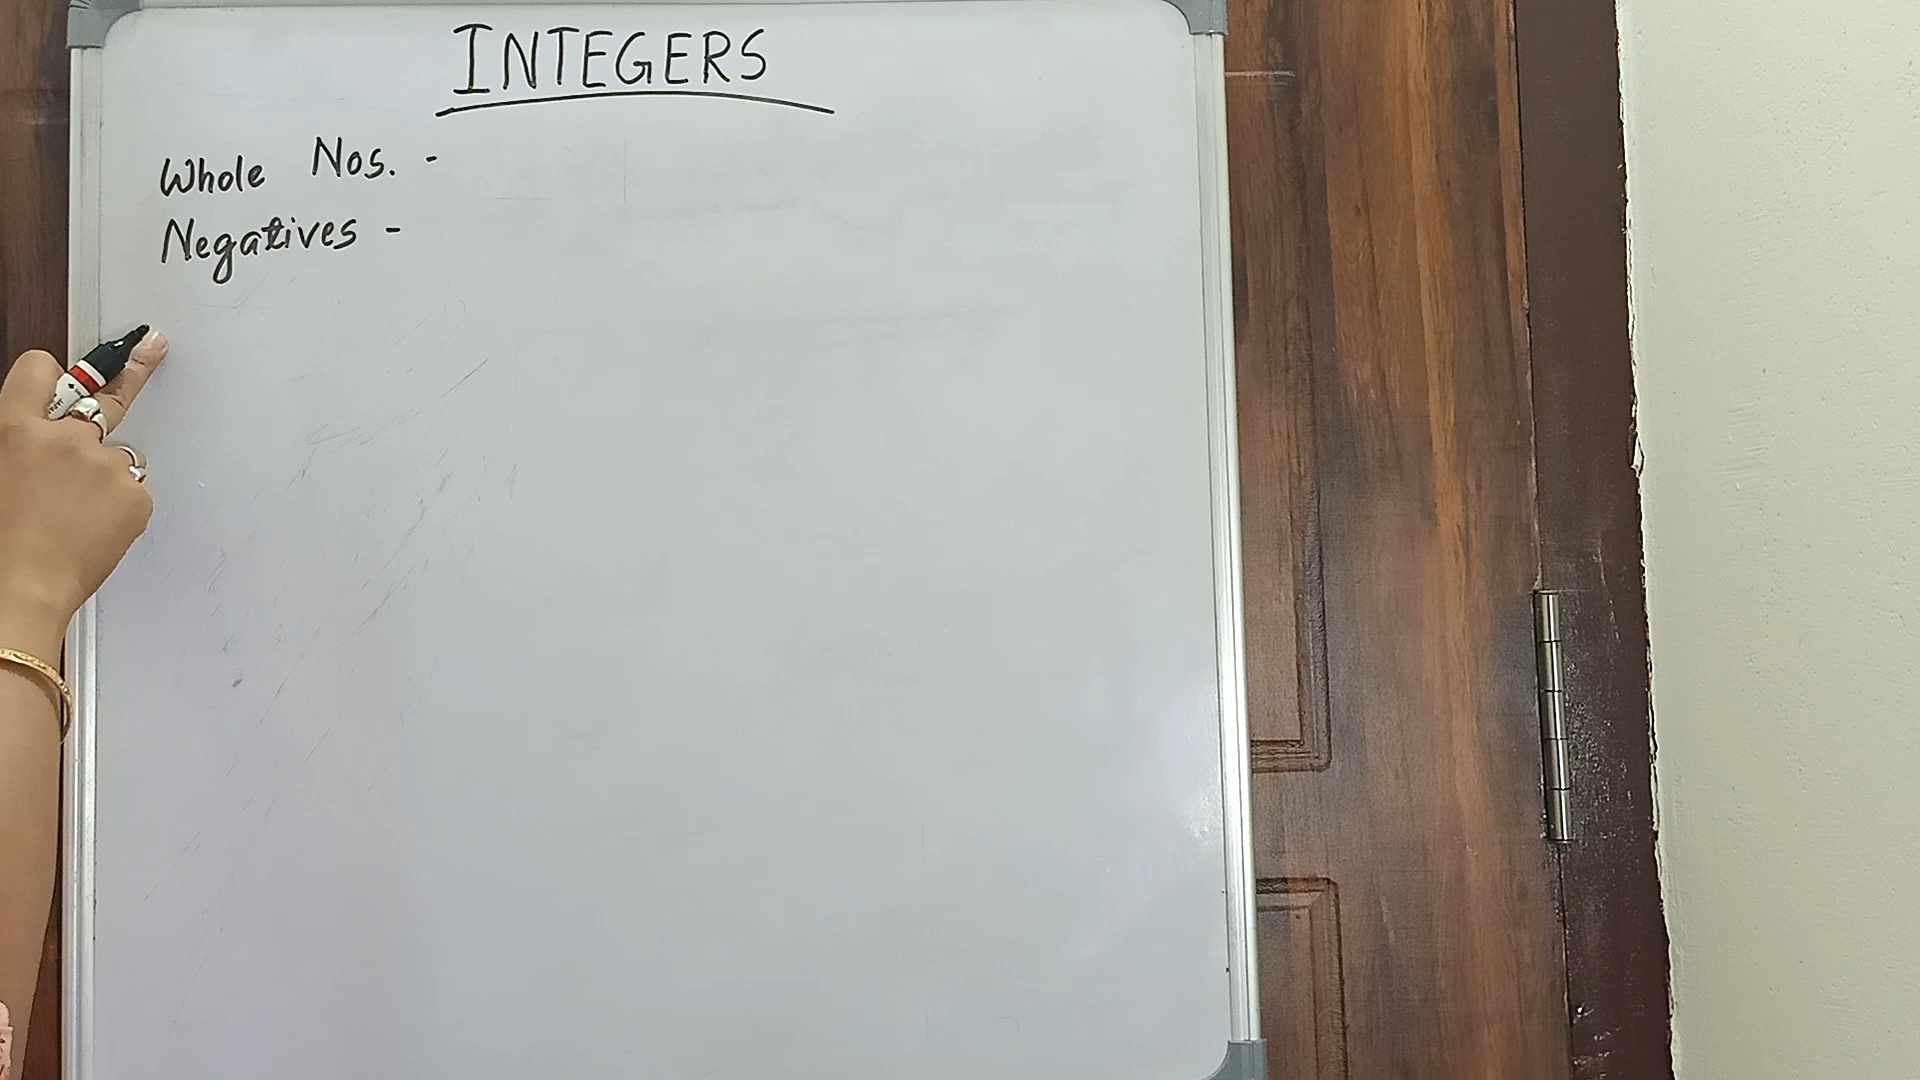 INTEGERS
Whole Nos. -
Negatives -